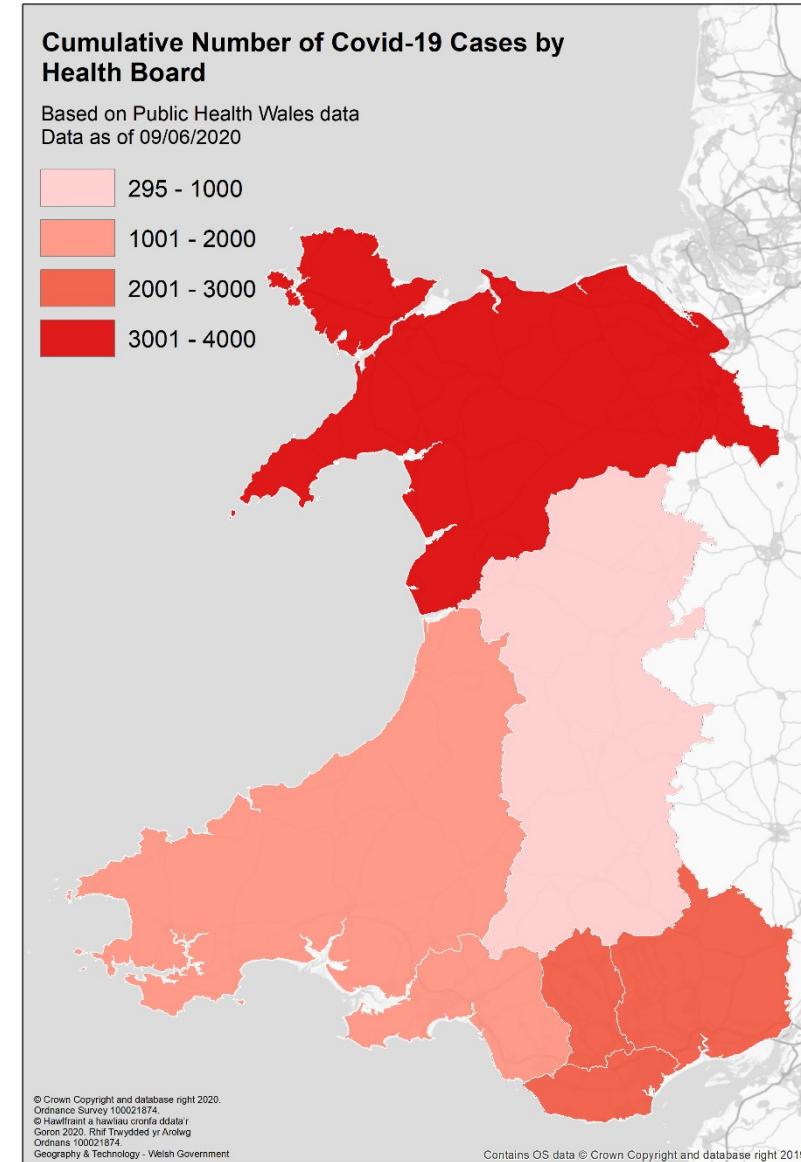 Cumulative Number of Covid-19 Cases by
Health Board
Based on Public Health Wales data
Data as of 09/06/2020
295 - 1000
1001 - 2000
2001 - 3000
3001 - 4000
© Crown Copyright and database right 2020.
Ordnance Survey 100021874.
© Hawlfraint a hawliau cronfa ddata'r
Goron 2020. Rhif Trwydded yr Arolwg
Ordnans 100021874.
Geography & Technology - Welsh Government
Contains OS data © Crown Copyright and database right 2019